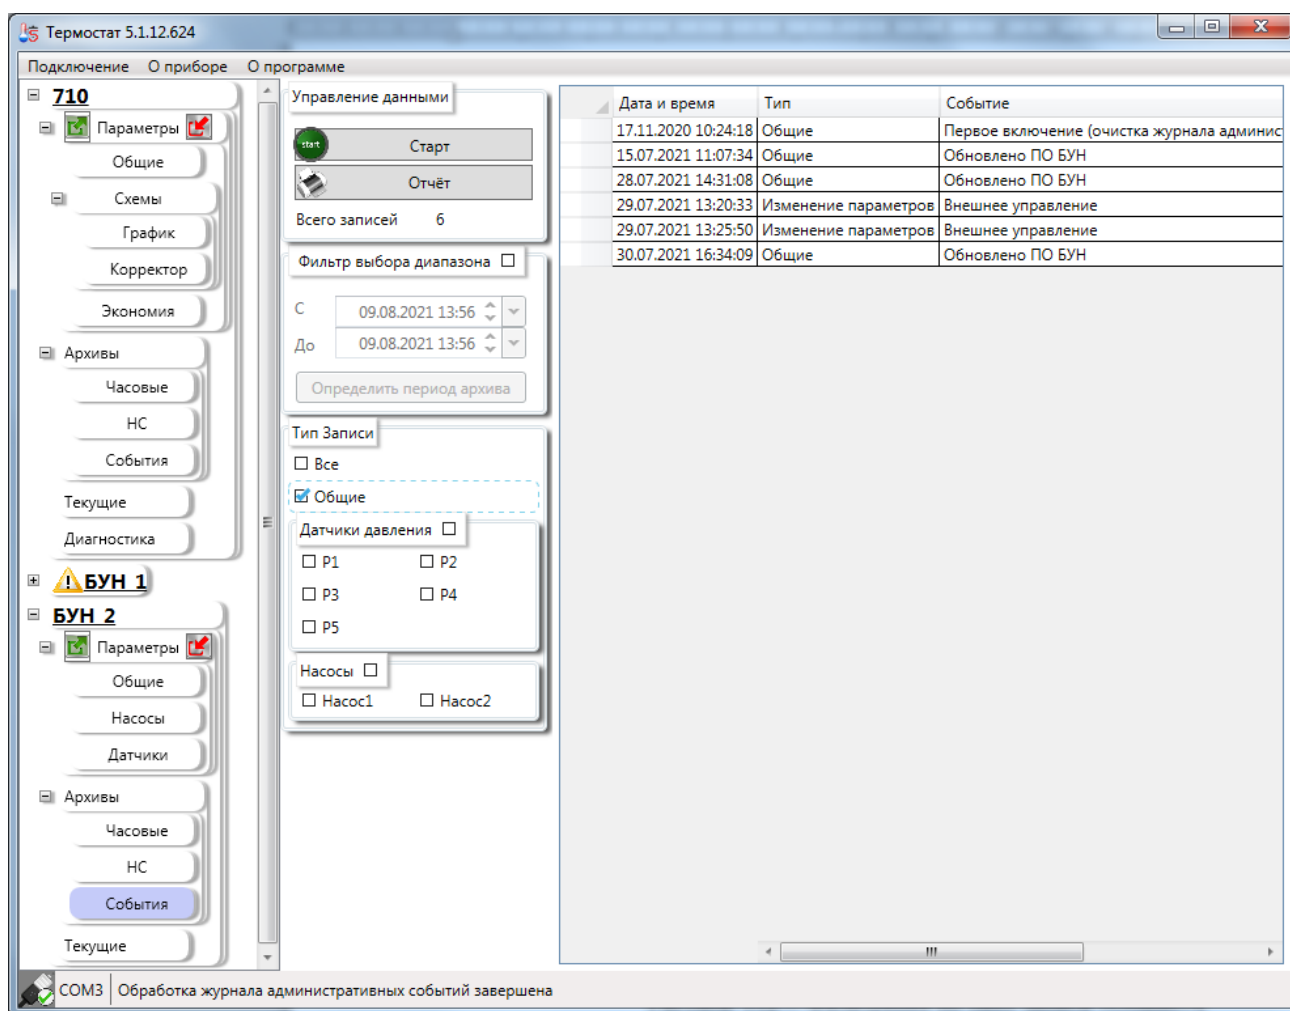 Термостат 5.1.12.624
Подключение О приборе О программе
710
Параметры
Общие
Схемы
График
Корректор
Экономия
Архивы
Часовые
НС
События
Текущие
Диагностика
БУН 1
БУН 2
Параметры
Общие
Насосы
Датчики
Архивы
Часовые
НС
События
Текущие
Управление данными
start
Старт
Отчёт
Всего записей 6
Фильтр выбора диапазона
С 09.08.2021 13:56
До 09.08.2021 13:56
Определить период архива
Тип Записи
Все
Общие
Датчики давления
P1 P2
P3 P4
P5
Насосы
Насос1 Насос2
Дата и время Тип Событие
17.11.2020 10:24:18 Общие Первое включение (очистка журнала админис
15.07.2021 11:07:34 Общие Обновлено ПО БУН
28.07.2021 14:31:08 Общие Обновлено ПО БУН
29.07.2021 13:20:33 Изменение параметров Внешнее управление
29.07.2021 13:25:50 Изменение параметров Внешнее управление
30.07.2021 16:34:09 Общие Обновлено ПО БУН
COM3 Обработка журнала административных событий завершена